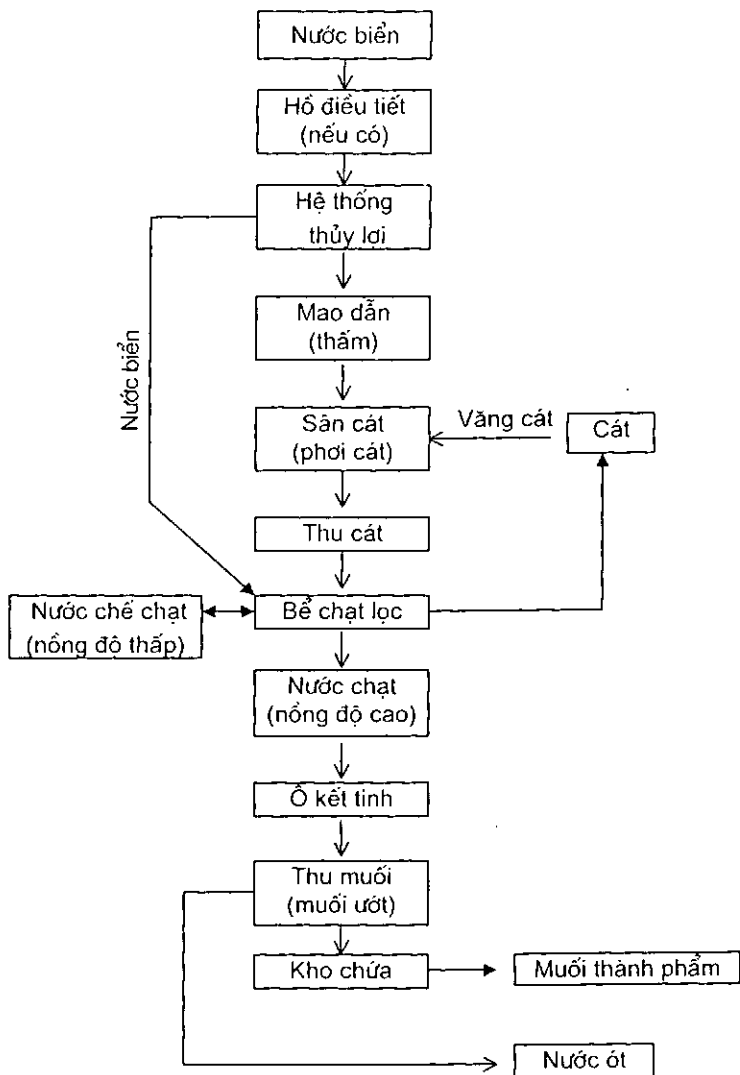 Nước biển
Hồ điều tiết
(nếu có)
Hệ thống
thủy lợi
Mao dẫn
(thấm)
Nước biển
Sân cát
(phơi cát)
Văng cát
Cát
Thu cát
Nước chế chạt
(nồng độ thấp)
Bể chạt lọc
Nước chạt
(nồng độ cao)
Ô kết tinh
Thu muối
(muối ướt)
Kho chứa
Muối thành phẩm
Nước ót